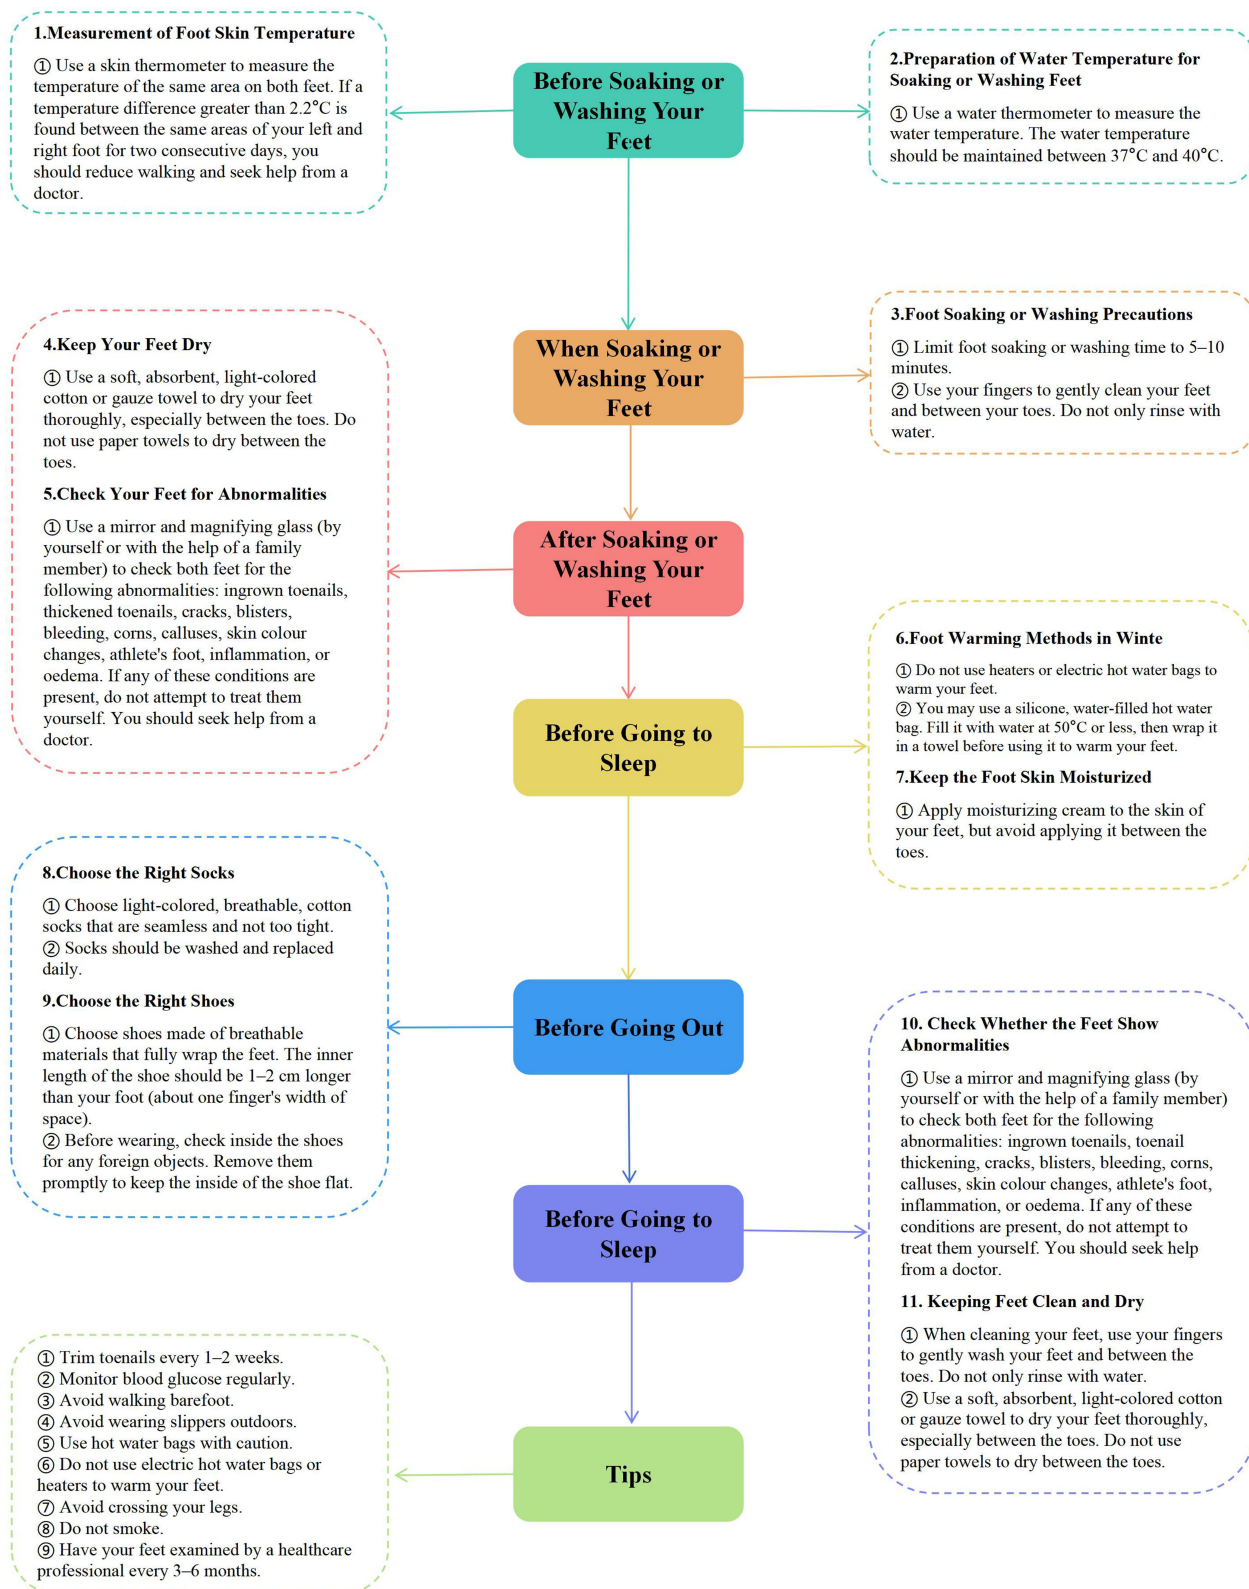 1.Measurement of Foot Skin Temperature
① Use a skin thermometer to measure the
temperature of the same area on both feet. If a
temperature difference greater than 2.2°C is
found between the same areas of your left and
right foot for two consecutive days, you
should reduce walking and seek help from a
doctor.
Before Soaking or
Washing Your
Feet
2.Preparation of Water Temperature for
Soaking or Washing Feet
① Use a water thermometer to measure the
water temperature. The water temperature
should be maintained between 37°C and 40°C.
When Soaking or
Washing Your
Feet
3.Foot Soaking or Washing Precautions
① Limit foot soaking or washing time to 5–10
minutes.
② Use your fingers to gently clean your feet
and between your toes. Do not only rinse with
water.
4.Keep Your Feet Dry
① Use a soft, absorbent, light-colored
cotton or gauze towel to dry your feet
thoroughly, especially between the toes. Do
not use paper towels to dry between the
toes.
5.Check Your Feet for Abnormalities
① Use a mirror and magnifying glass (by
yourself or with the help of a family
member) to check both feet for the
following abnormalities: ingrown toenails,
thickened toenails, cracks, blisters,
bleeding, corns, calluses, skin colour
changes, athlete's foot, inflammation, or
oedema. If any of these conditions are
present, do not attempt to treat them
yourself. You should seek help from a
doctor.
After Soaking or
Washing Your
Feet
Before Going to
Sleep
6.Foot Warming Methods in Winte
① Do not use heaters or electric hot water bags to
warm your feet.
② You may use a silicone, water-filled hot water
bag. Fill it with water at 50°C or less, then wrap it
in a towel before using it to warm your feet.
7.Keep the Foot Skin Moisturized
① Apply moisturizing cream to the skin of
your feet, but avoid applying it between the
toes.
8.Choose the Right Socks
① Choose light-colored, breathable, cotton
socks that are seamless and not too tight.
② Socks should be washed and replaced
daily.
9.Choose the Right Shoes
① Choose shoes made of breathable
materials that fully wrap the feet. The inner
length of the shoe should be 1–2 cm longer
than your foot (about one finger's width of
space).
② Before wearing, check inside the shoes
for any foreign objects. Remove them
promptly to keep the inside of the shoe flat.
Before Going Out
Before Going to
Sleep
10. Check Whether the Feet Show
Abnormalities
① Use a mirror and magnifying glass (by
yourself or with the help of a family member)
to check both feet for the following
abnormalities: ingrown toenails, toenail
thickening, cracks, blisters, bleeding, corns,
calluses, skin colour changes, athlete's foot,
inflammation, or oedema. If any of these
conditions are present, do not attempt to
treat them yourself. You should seek help
from a doctor.
11. Keeping Feet Clean and Dry
① When cleaning your feet, use your fingers
to gently wash your feet and between the
toes. Do not only rinse with water.
② Use a soft, absorbent, light-colored cotton
or gauze towel to dry your feet thoroughly,
especially between the toes. Do not use
paper towels to dry between the toes.
① Trim toenails every 1–2 weeks.
② Monitor blood glucose regularly.
③ Avoid walking barefoot.
④ Avoid wearing slippers outdoors.
⑤ Use hot water bags with caution.
⑥ Do not use electric hot water bags or
heaters to warm your feet.
⑦ Avoid crossing your legs.
⑧ Do not smoke.
⑨ Have your feet examined by a healthcare
professional every 3–6 months.
Tips